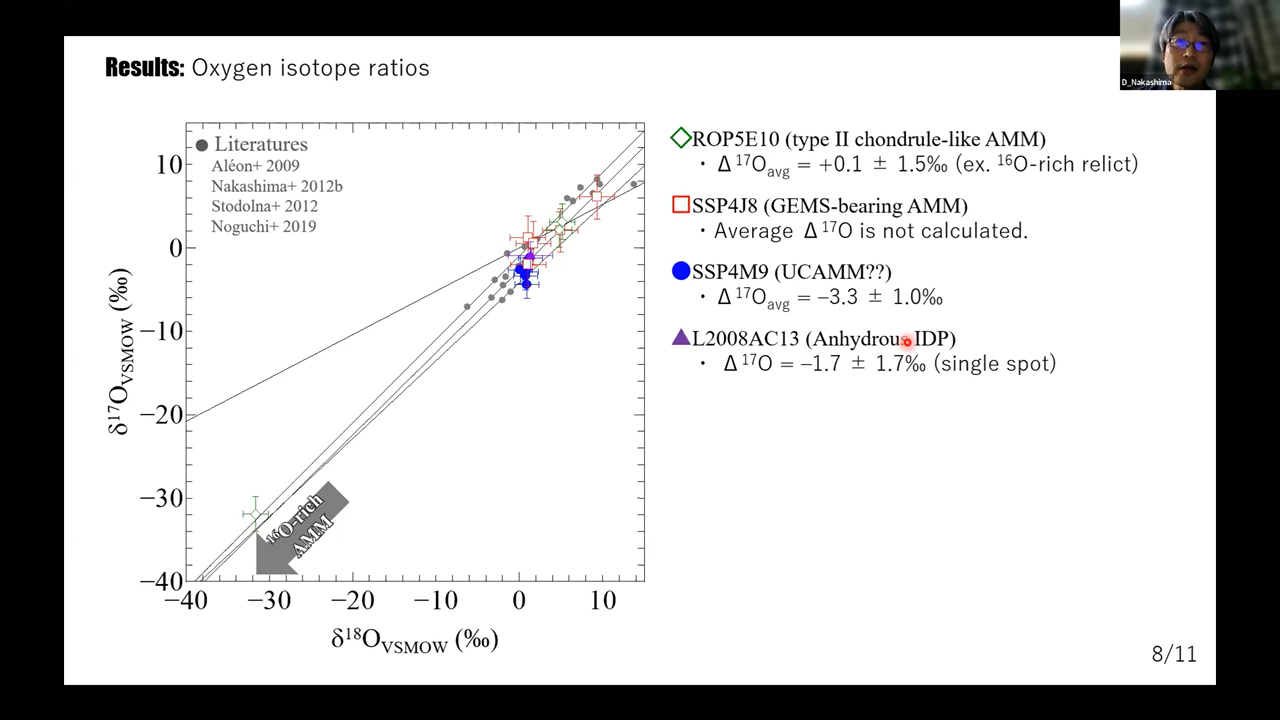 D_Nakashima
Results: Oxygen isotope ratios
Literatures
Aléon+ 2009
Nakashima+ 2012b
Stodolna+ 2012
Noguchi+ 2019
10
0
−10
−20
−30
−40
δ¹⁷O_VSMOW (‰)
¹⁶O-rich
AMM
−40 −30 −20 −10 0 10
δ¹⁸O_VSMOW (‰)
ROP5E10 (type II chondrule-like AMM)
・ Δ¹⁷Oavg = +0.1 ± 1.5‰ (ex. ¹⁶O-rich relict)
SSP4J8 (GEMS-bearing AMM)
・Average Δ¹⁷O is not calculated.
SSP4M9 (UCAMM??)
・ Δ¹⁷Oavg = −3.3 ± 1.0‰
L2008AC13 (Anhydrous IDP)
・ Δ¹⁷O = −1.7 ± 1.7‰ (single spot)
8/11